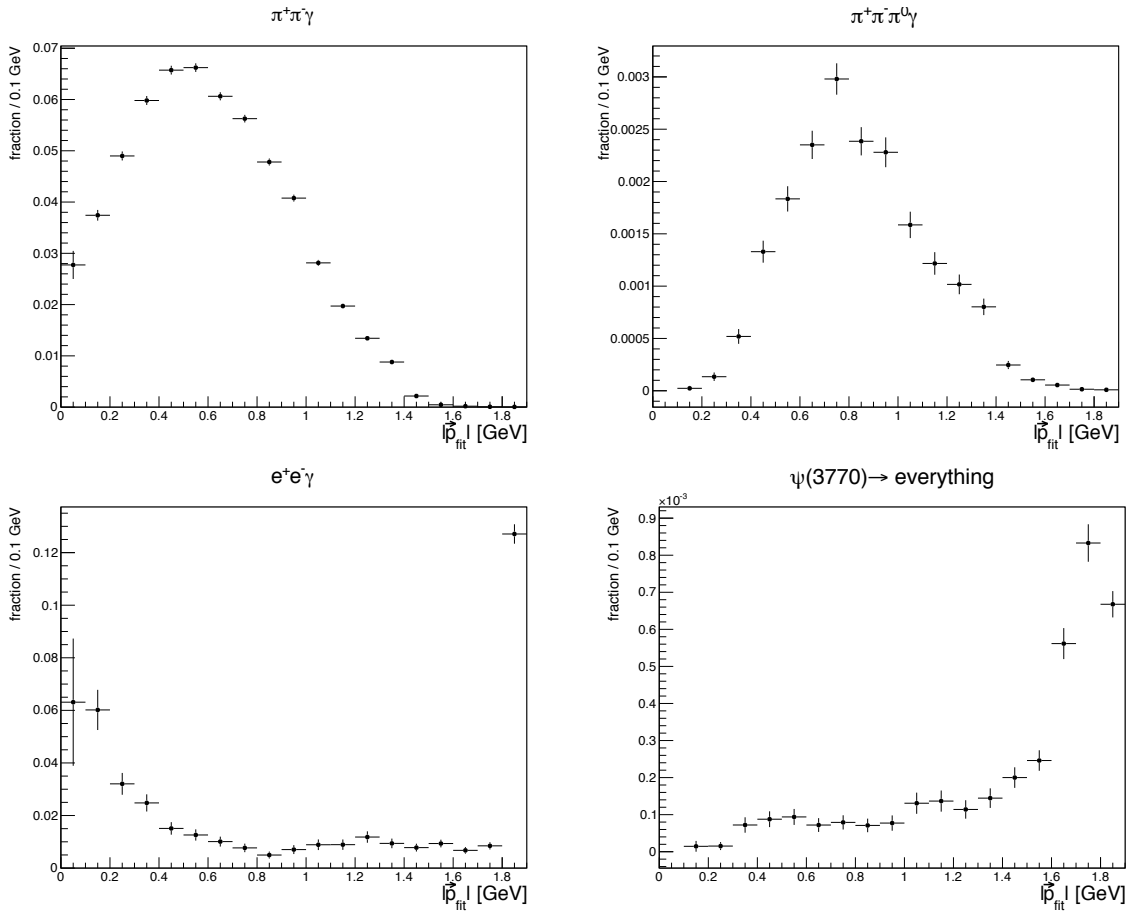 π⁺π⁻γ
fraction / 0.1 GeV
0.07
0.06
0.05
0.04
0.03
0.02
0.01
0
0 0.2 0.4 0.6 0.8 1 1.2 1.4 1.6 1.8
|p⃗fit| [GeV]
π⁺π⁻π⁰γ
fraction / 0.1 GeV
0.003
0.0025
0.002
0.0015
0.001
0.0005
0
0 0.2 0.4 0.6 0.8 1 1.2 1.4 1.6 1.8
|p⃗fit| [GeV]
e⁺e⁻γ
fraction / 0.1 GeV
0.12
0.1
0.08
0.06
0.04
0.02
0
0 0.2 0.4 0.6 0.8 1 1.2 1.4 1.6 1.8
|p⃗fit| [GeV]
ψ(3770)→ everything
×10⁻³
fraction / 0.1 GeV
0.9
0.8
0.7
0.6
0.5
0.4
0.3
0.2
0.1
0
0 0.2 0.4 0.6 0.8 1 1.2 1.4 1.6 1.8
|p⃗fit| [GeV]